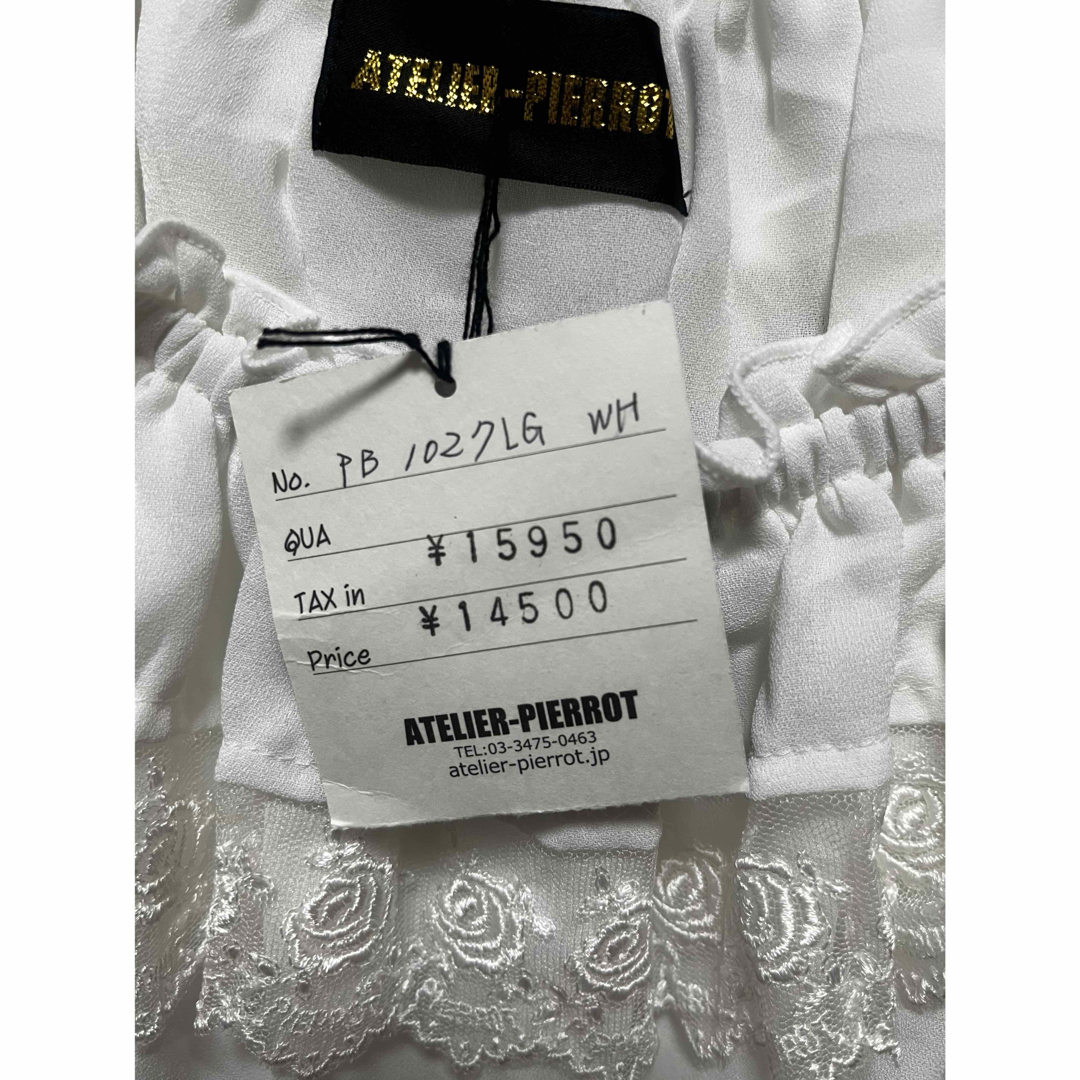 ATELIER-PIERROT
No. PB 1027LG WH
QUA
¥15950
TAX in
¥14500
Price
ATELIER-PIERROT
TEL:03-3475-0463
atelier-pierrot.jp